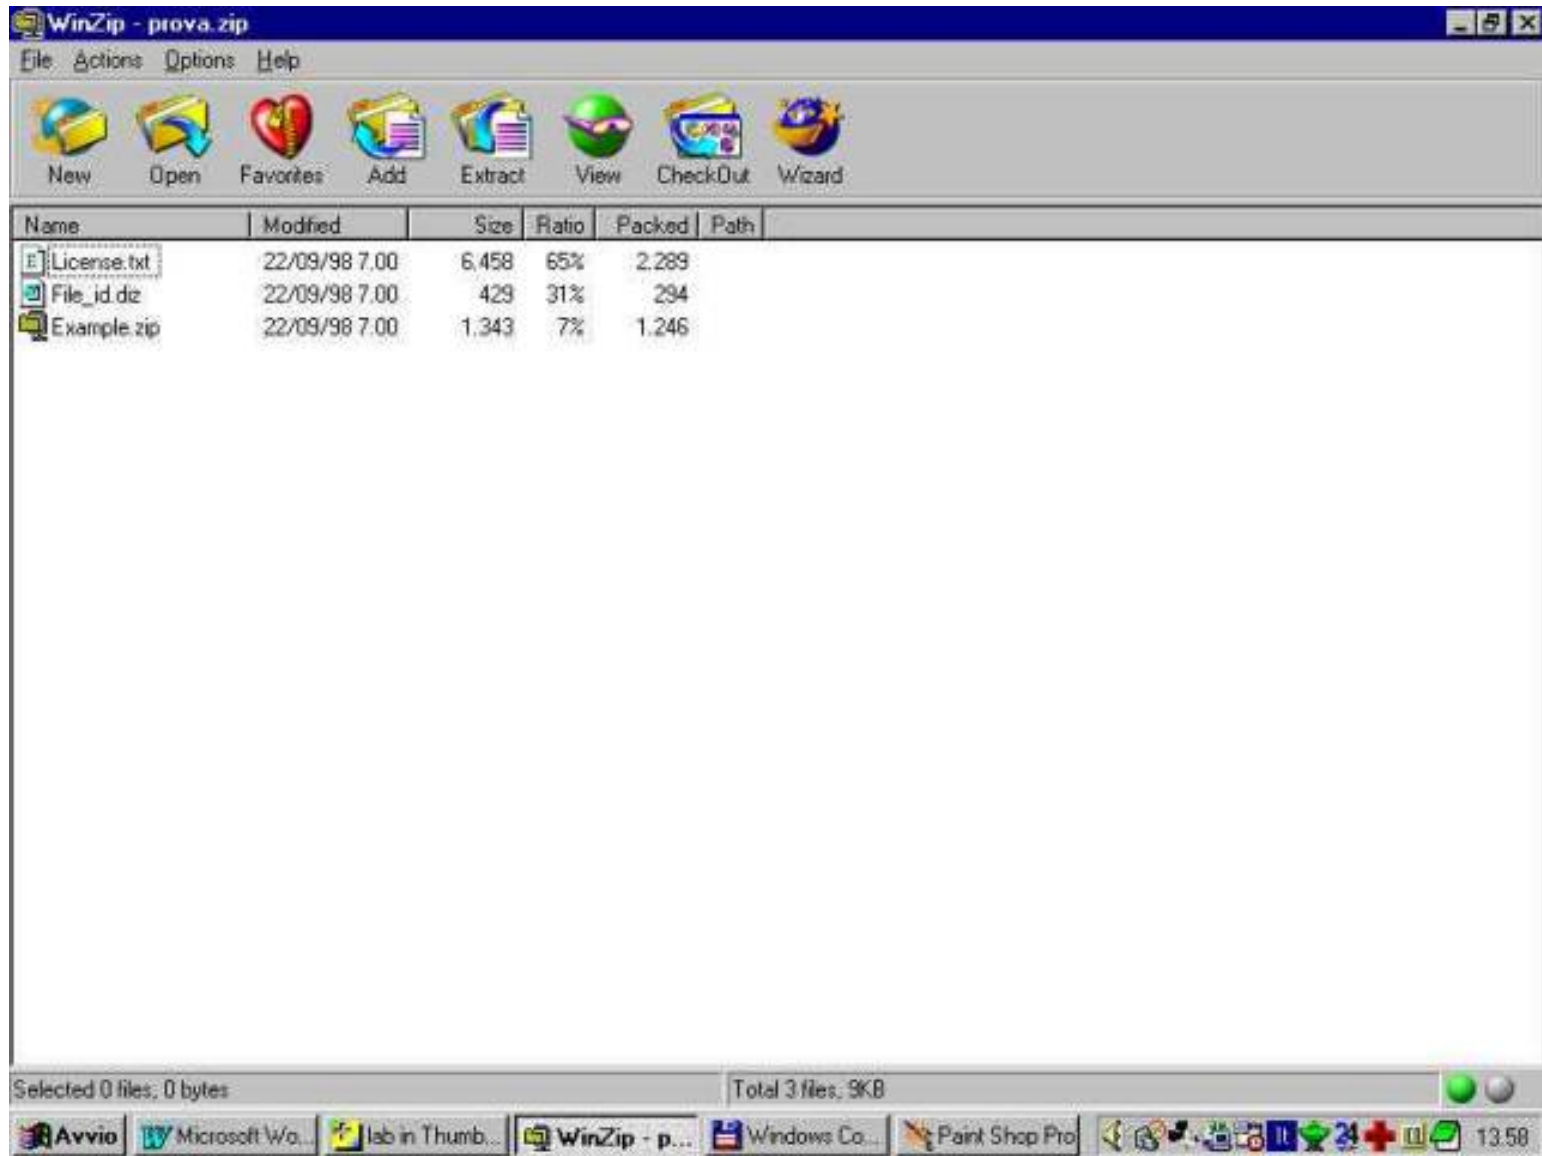 WinZip - prova.zip
File Actions Options Help
New Open Favorites Add Extract View CheckOut Wizard
Name Modified Size Ratio Packed Path
License.txt 22/09/98 7.00 6.458 65% 2.289
File_id.diz 22/09/98 7.00 429 31% 294
Example.zip 22/09/98 7.00 1.343 7% 1.246
Selected 0 files, 0 bytes Total 3 files, 9KB
Avvio Microsoft Wo... lab in Thumb... WinZip - p... Windows Co... Paint Shop Pro 24 13.58